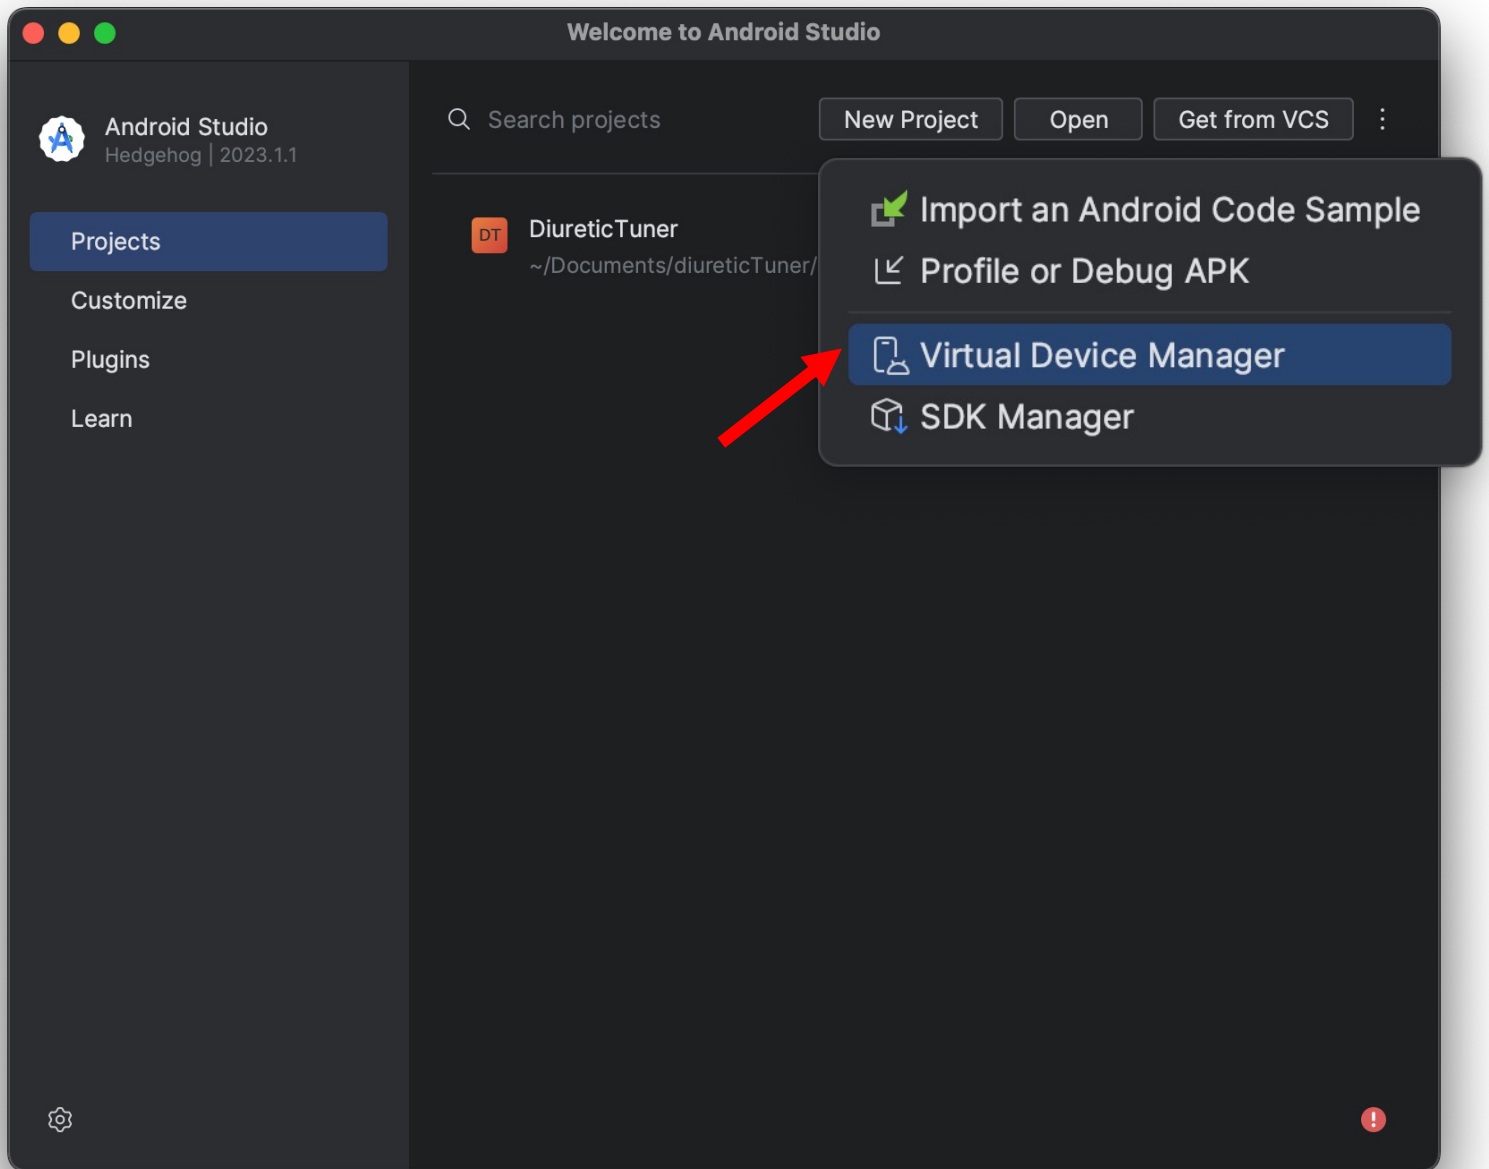 Welcome to Android Studio
Android Studio
Hedgehog | 2023.1.1
Projects
Customize
Plugins
Learn
Search projects
New Project
Open
Get from VCS
DT
DiureticTuner
~/Documents/diureticTuner/
Import an Android Code Sample
Profile or Debug APK
Virtual Device Manager
SDK Manager